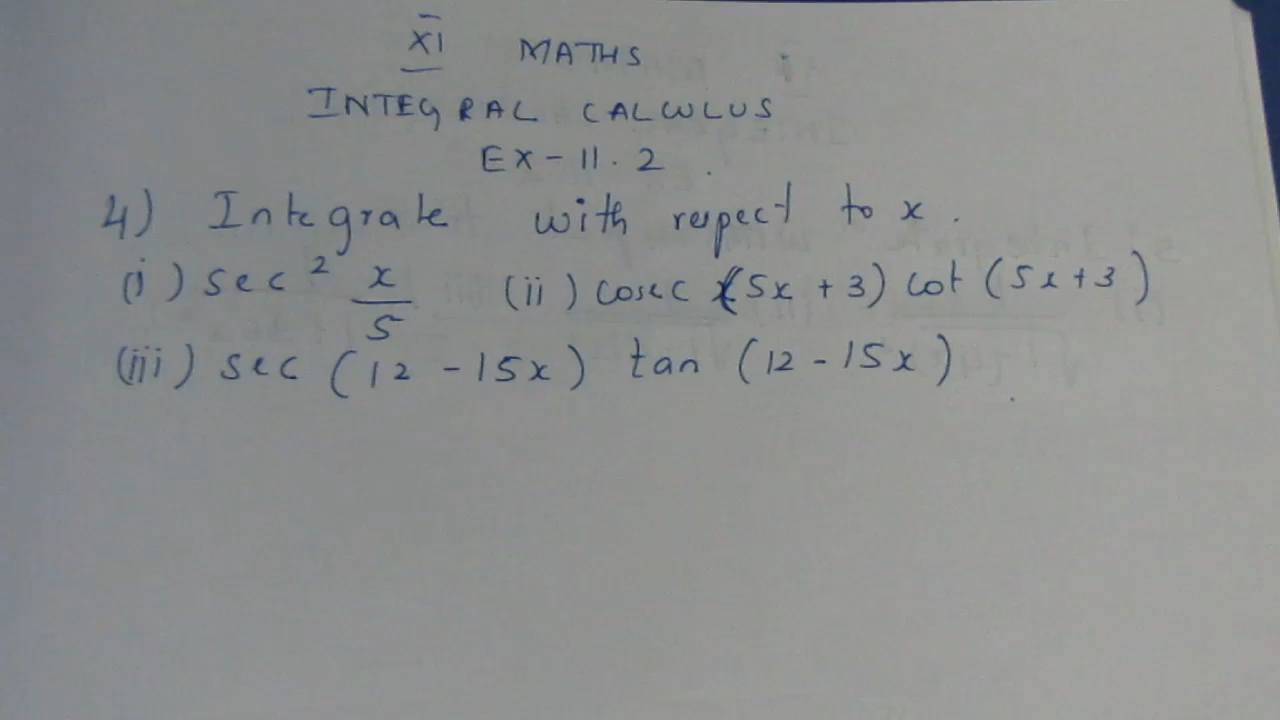 XI MATHS
INTEGRAL CALCULUS
EX - 11.2
4) Integrate with respect to x.
(i) sec² x/5 (ii) cosec (5x + 3) cot (5x + 3)
(iii) sec (12 - 15x) tan (12 - 15x)